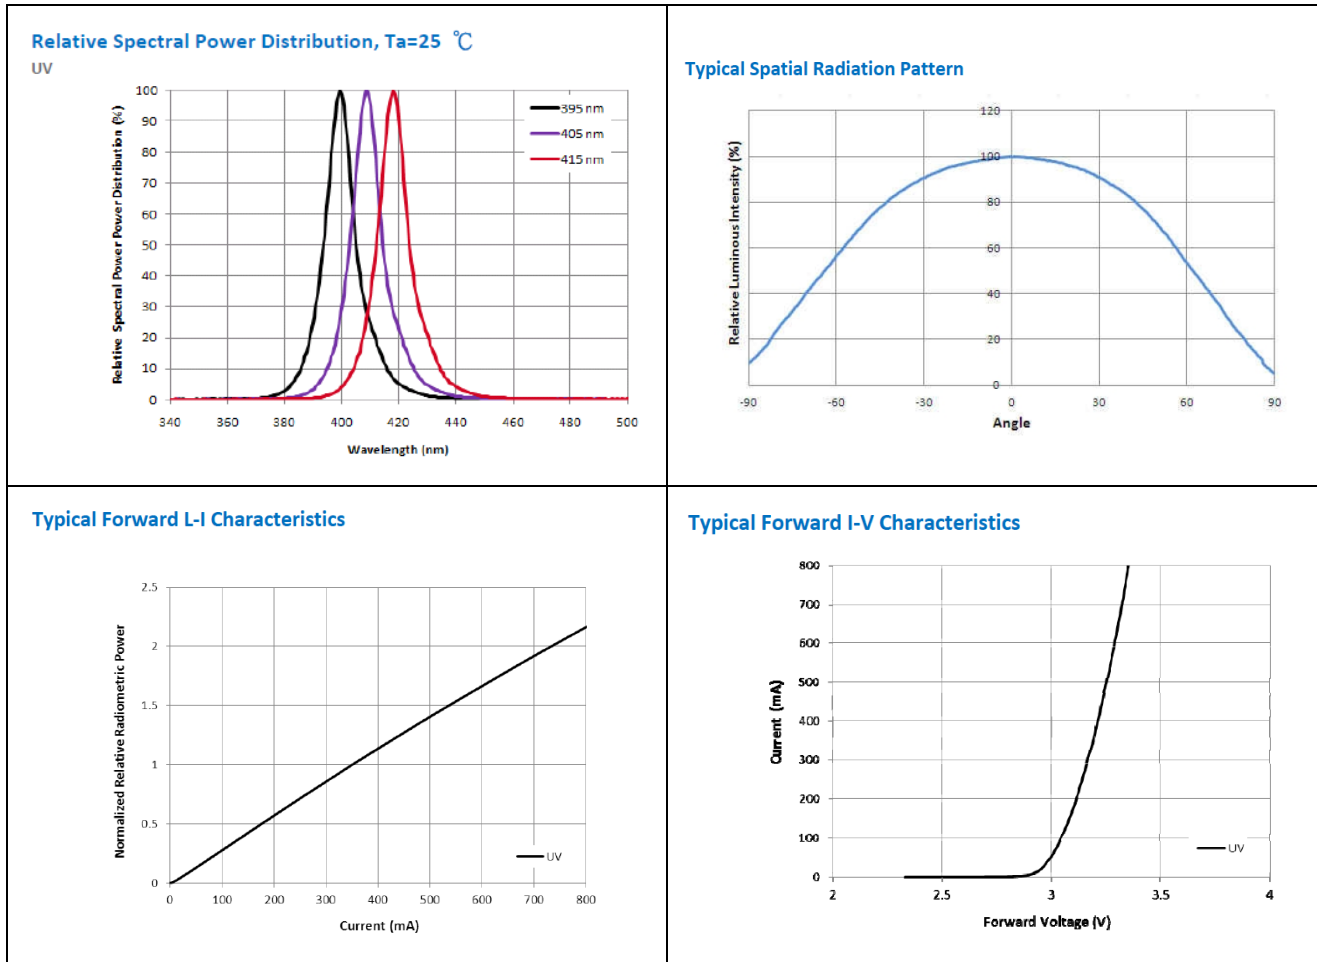 Relative Spectral Power Distribution, Ta=25 ℃
UV
Relative Spectral Power Power Distribution (%)
100
90
80
70
60
50
40
30
20
10
0
395 nm
405 nm
415 nm
340 360 380 400 420 440 460 480 500
Wavelength (nm)
Typical Spatial Radiation Pattern
Relative Luminous Intensity (%)
120
100
80
60
40
20
0
-90 -60 -30 0 30 60 90
Angle
Typical Forward L-I Characteristics
Normalized Relative Radiometric Power
2.5
2
1.5
1
0.5
0
UV
0 100 200 300 400 500 600 700 800
Current (mA)
Typical Forward I-V Characteristics
Current (mA)
800
700
600
500
400
300
200
100
0
UV
2 2.5 3 3.5 4
Forward Voltage (V)